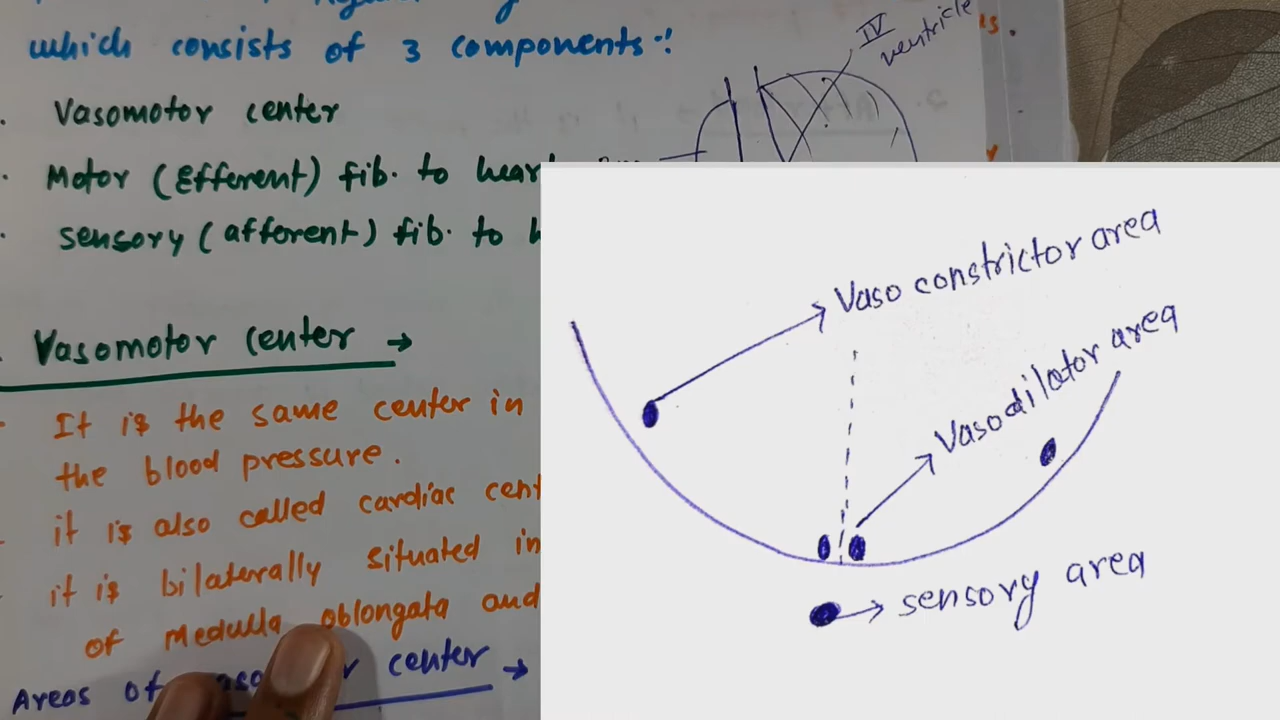 which consists of 3 components:
IV
ventricle
is.
Vasomotor center
Motor (Efferent) fib. to hear
sensory (afferent) fib. to h
Vasomotor center →
It is the same center in
the blood pressure.
it is also called cardiac cent
it is bilaterally situated in
of medulla oblongata and
Areas of center →
Vaso constrictor area
Vasodilator area
sensory area